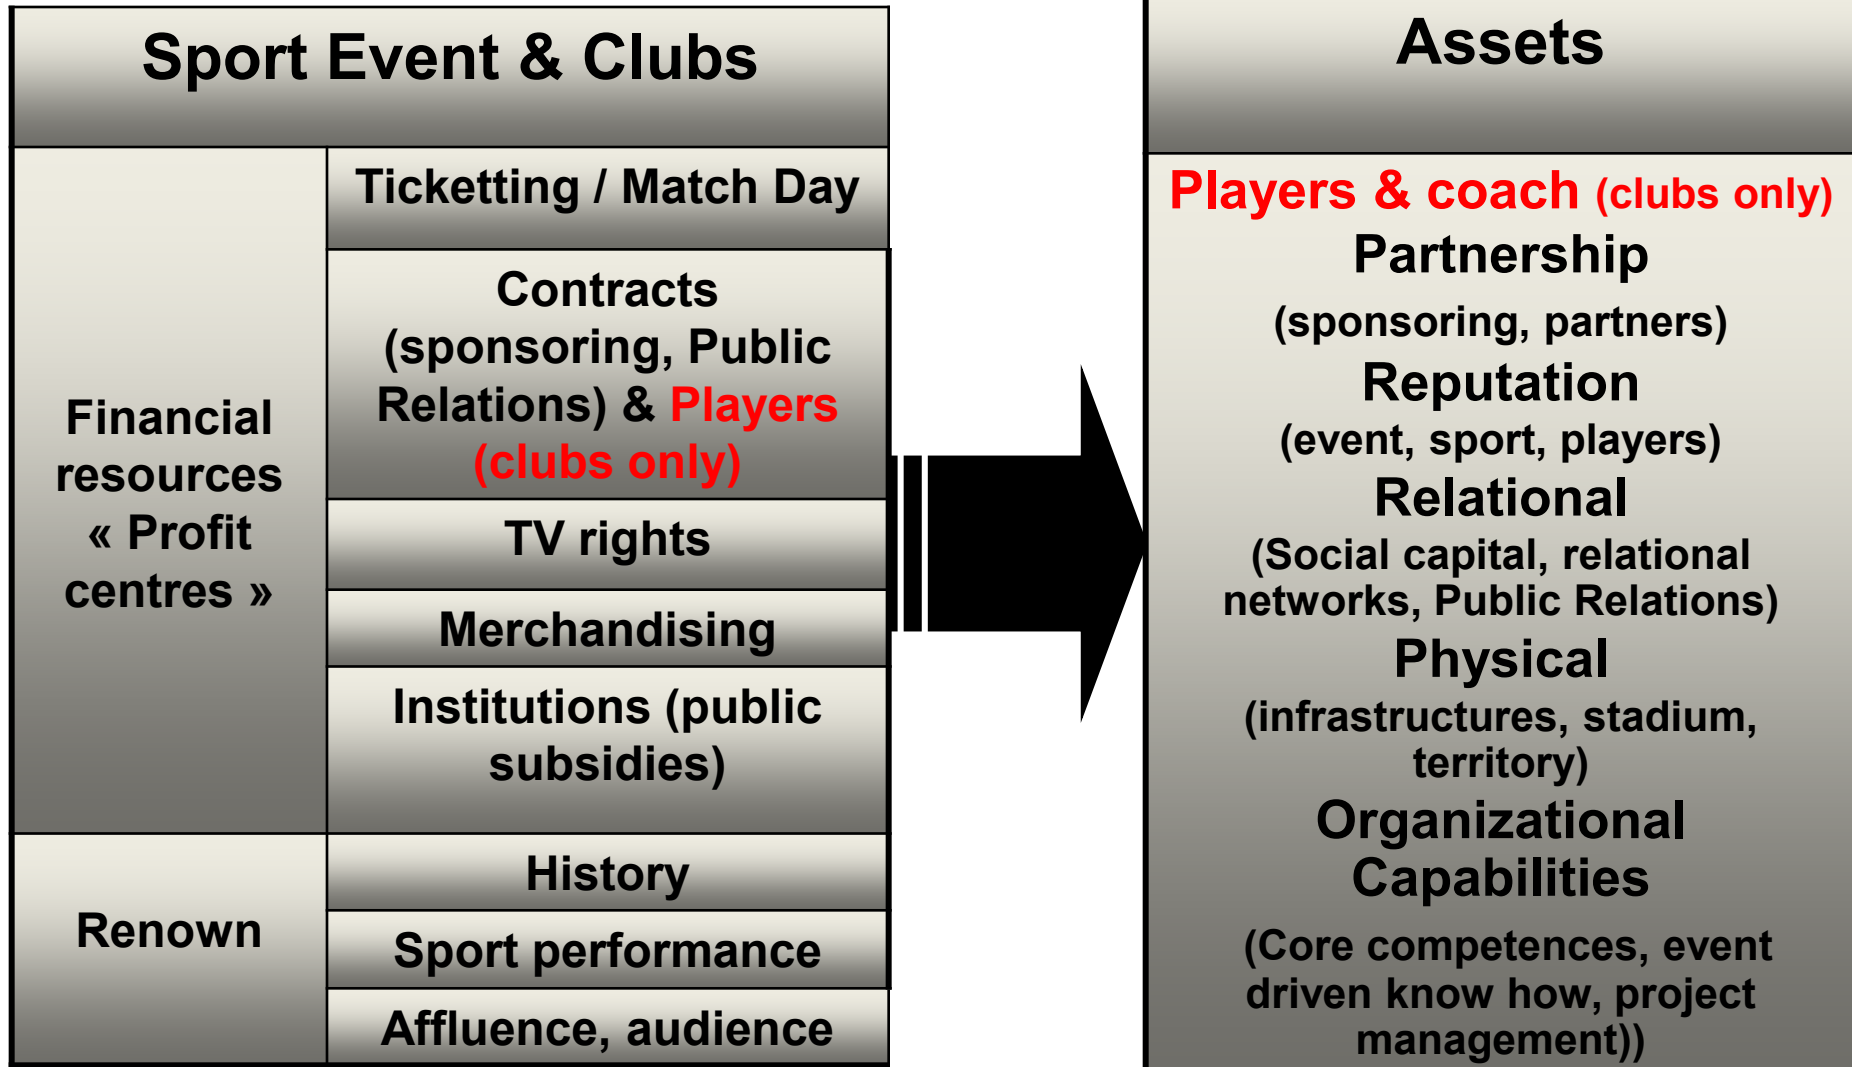 Sport Event & Clubs
Financial
resources
« Profit
centres »
Ticketting / Match Day
Contracts
(sponsoring, Public
Relations) & Players
(clubs only)
TV rights
Merchandising
Institutions (public
subsidies)
Renown
History
Sport performance
Affluence, audience
Assets
Players & coach (clubs only)
Partnership
(sponsoring, partners)
Reputation
(event, sport, players)
Relational
(Social capital, relational
networks, Public Relations)
Physical
(infrastructures, stadium,
territory)
Organizational
Capabilities
(Core competences, event
driven know how, project
management))